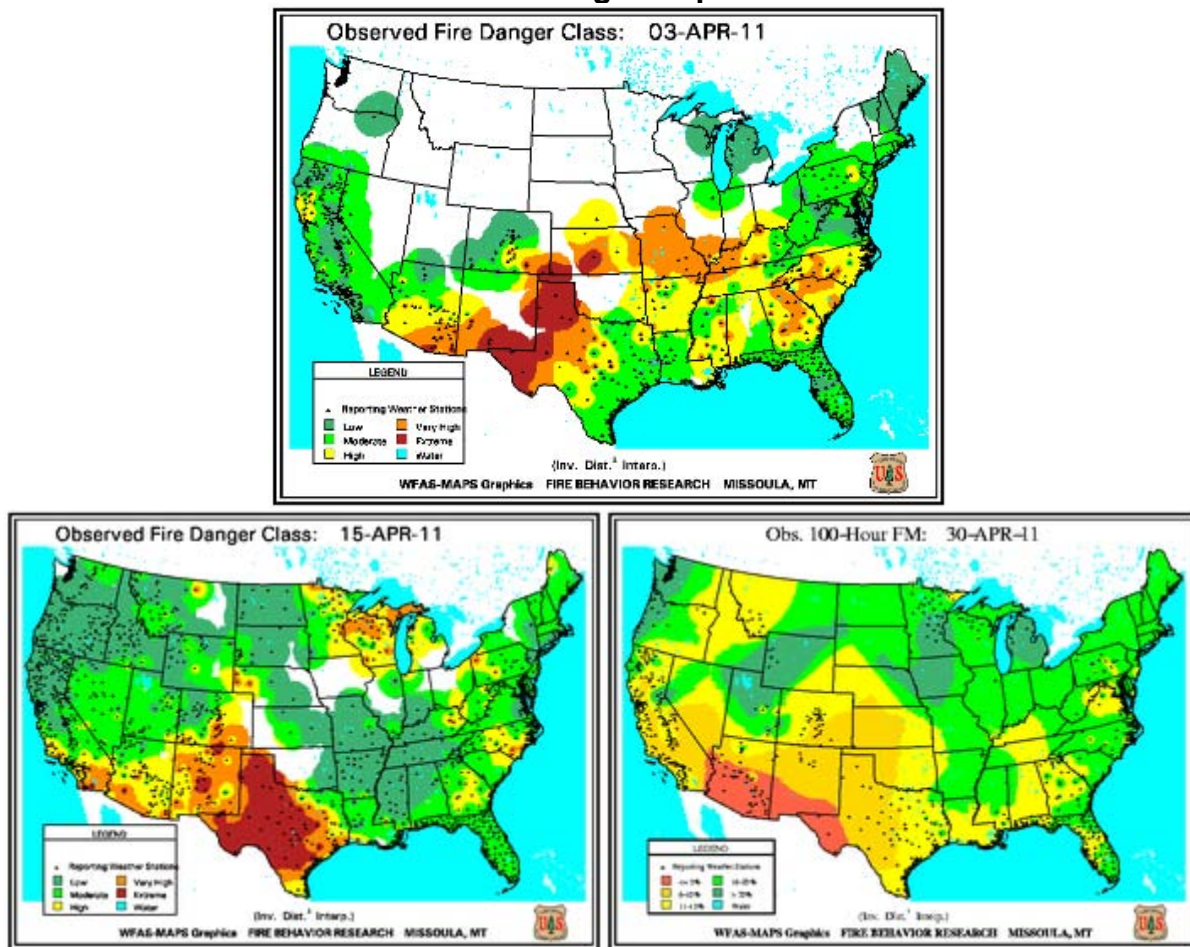 Observed Fire Danger Class: 03-APR-11
LEGEND
Reporting Weather Stations
Low
Very High
Moderate
Extreme
High
Water
(Inv. Dist.² Interp.)
WFAS-MAPS Graphics FIRE BEHAVIOR RESEARCH MISSOULA, MT
U S
Observed Fire Danger Class: 15-APR-11
LEGEND
Reporting Weather Stations
Low
Very High
Moderate
Extreme
High
Water
(Inv. Dist.² Interp.)
WFAS-MAPS Graphics FIRE BEHAVIOR RESEARCH MISSOULA, MT
U S
Obs. 100-Hour FM: 30-APR-11
LEGEND
Reporting Weather Stations
Water
(Inv. Dist.² Interp.)
WFAS-MAPS Graphics FIRE BEHAVIOR RESEARCH MISSOULA, MT
U S